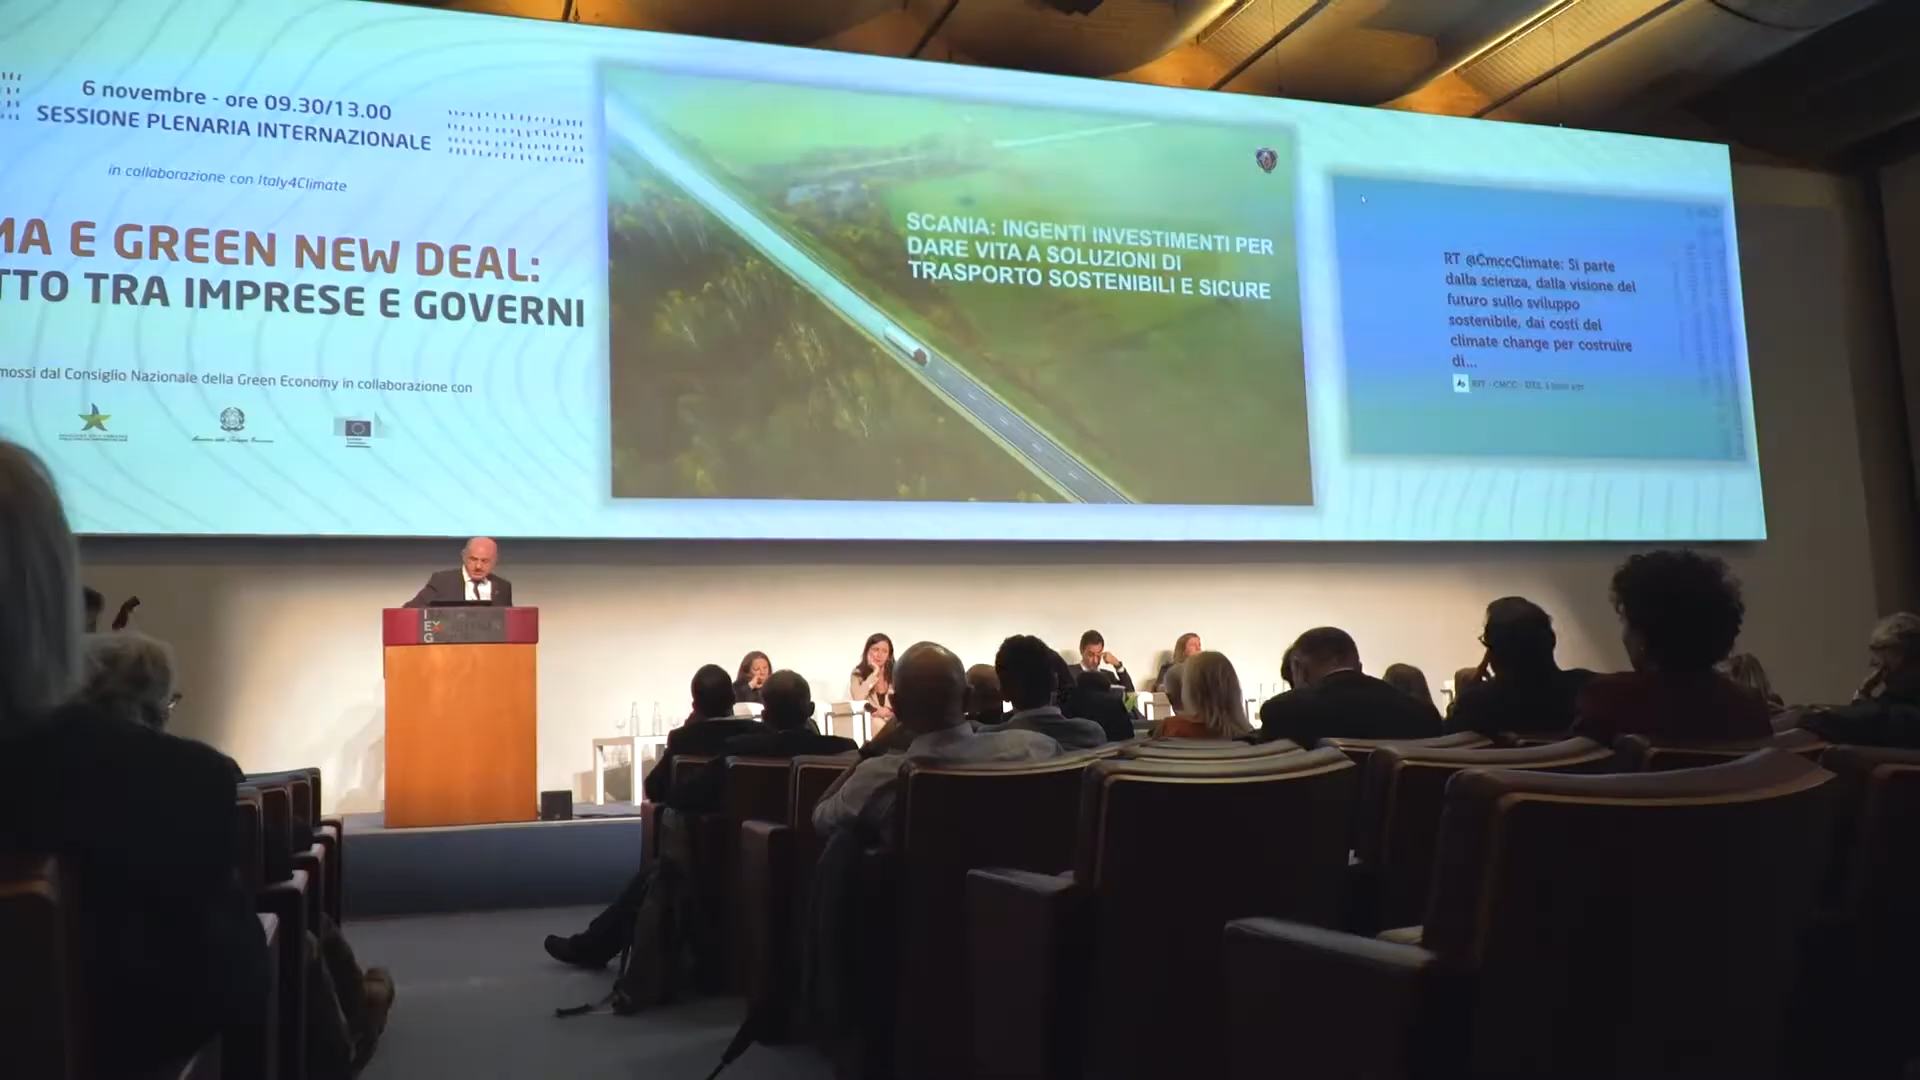 6 novembre - ore 09.30/13.00
SESSIONE PLENARIA INTERNAZIONALE
in collaborazione con Italy4Climate
MA E GREEN NEW DEAL:
TTO TRA IMPRESE E GOVERNI
mossi dal Consiglio Nazionale della Green Economy in collaborazione con
SCANIA: INGENTI INVESTIMENTI PER
DARE VITA A SOLUZIONI DI
TRASPORTO SOSTENIBILI E SICURE
RT @CmccClimate: Si parte
dalla scienza, dalla visione del
futuro sullo sviluppo
sostenibile, dai costi del
climate change per costruire
di...